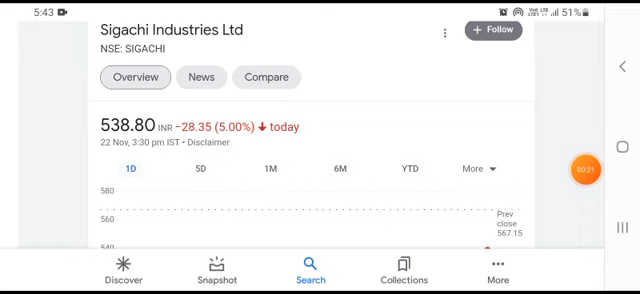 5:43 51%
Sigachi Industries Ltd
+ Follow
NSE: SIGACHI
Overview News Compare
538.80 INR −28.35 (5.00%) ↓ today
22 Nov, 3:30 pm IST • Disclaimer
1D 5D 1M 6M YTD More
580
560
Prev
close
567.15
540
00:21
Discover Snapshot Search Collections More